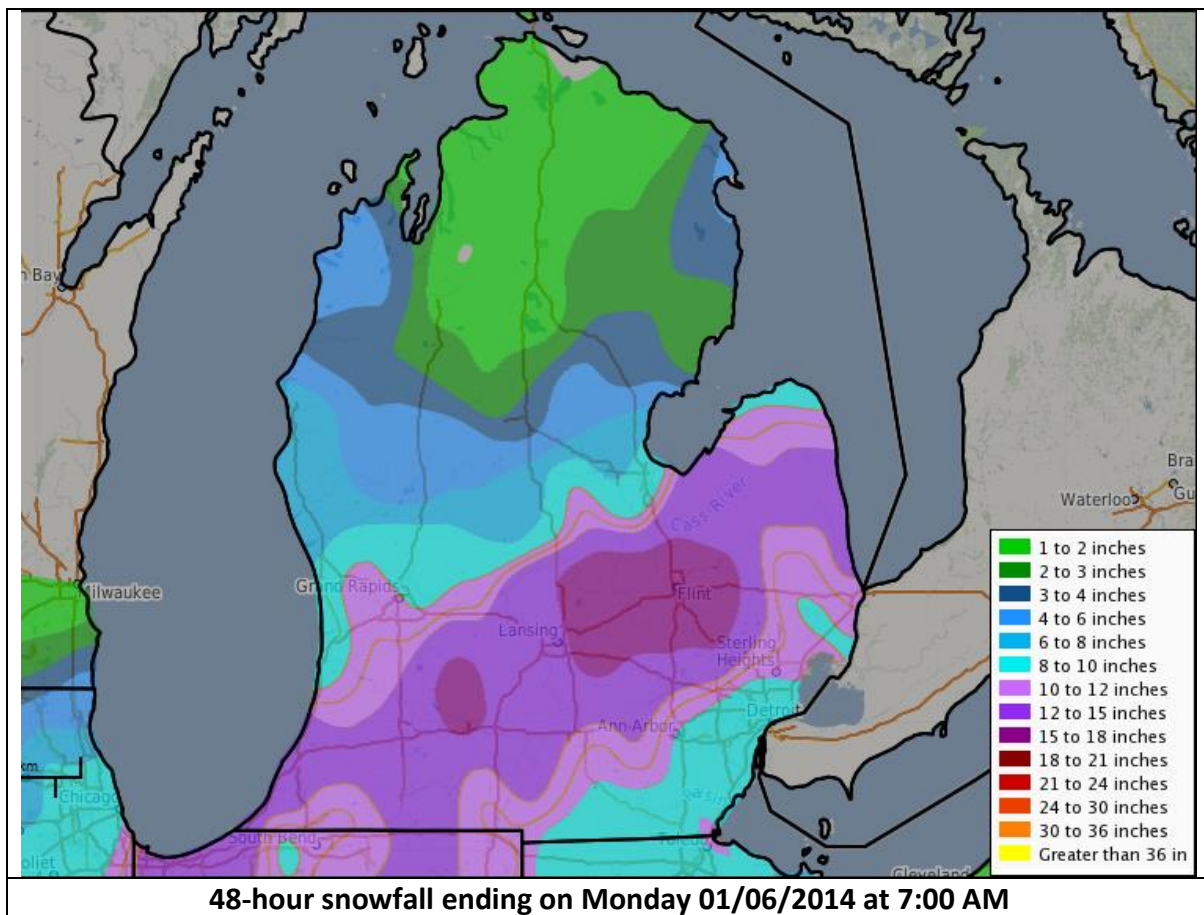 n Bay
Milwaukee
Grand Rapids
Lansing
Flint
Cass-River
Sterling
Heights
Ann Arbor
Detroit
km
Chicago
oliet
South Bend
Toledo
Cleveland
Waterloo
Bra
Gu
1 to 2 inches
2 to 3 inches
3 to 4 inches
4 to 6 inches
6 to 8 inches
8 to 10 inches
10 to 12 inches
12 to 15 inches
15 to 18 inches
18 to 21 inches
21 to 24 inches
24 to 30 inches
30 to 36 inches
Greater than 36 in
48-hour snowfall ending on Monday 01/06/2014 at 7:00 AM